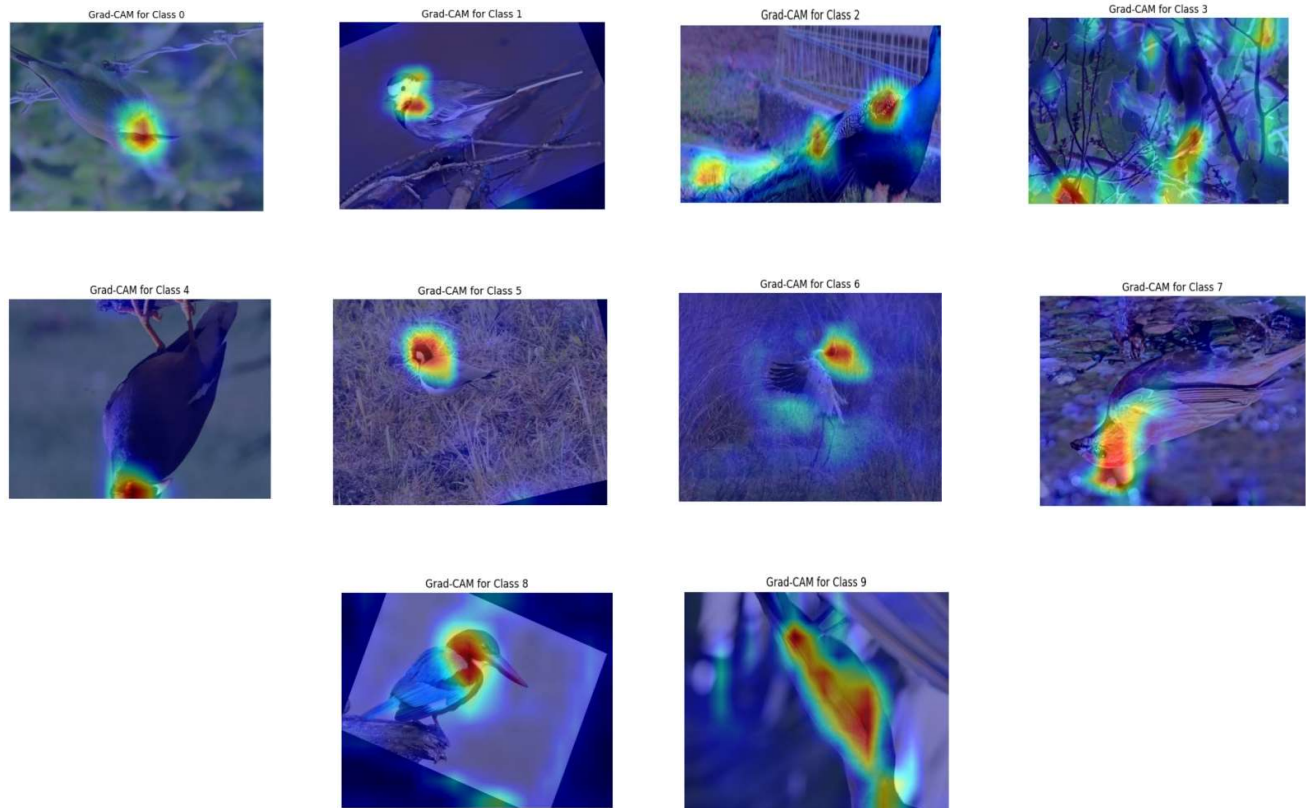 Grad-CAM for Class 0
Grad-CAM for Class 1
Grad-CAM for Class 2
Grad-CAM for Class 3
Grad-CAM for Class 4
Grad-CAM for Class 5
Grad-CAM for Class 6
Grad-CAM for Class 7
Grad-CAM for Class 8
Grad-CAM for Class 9